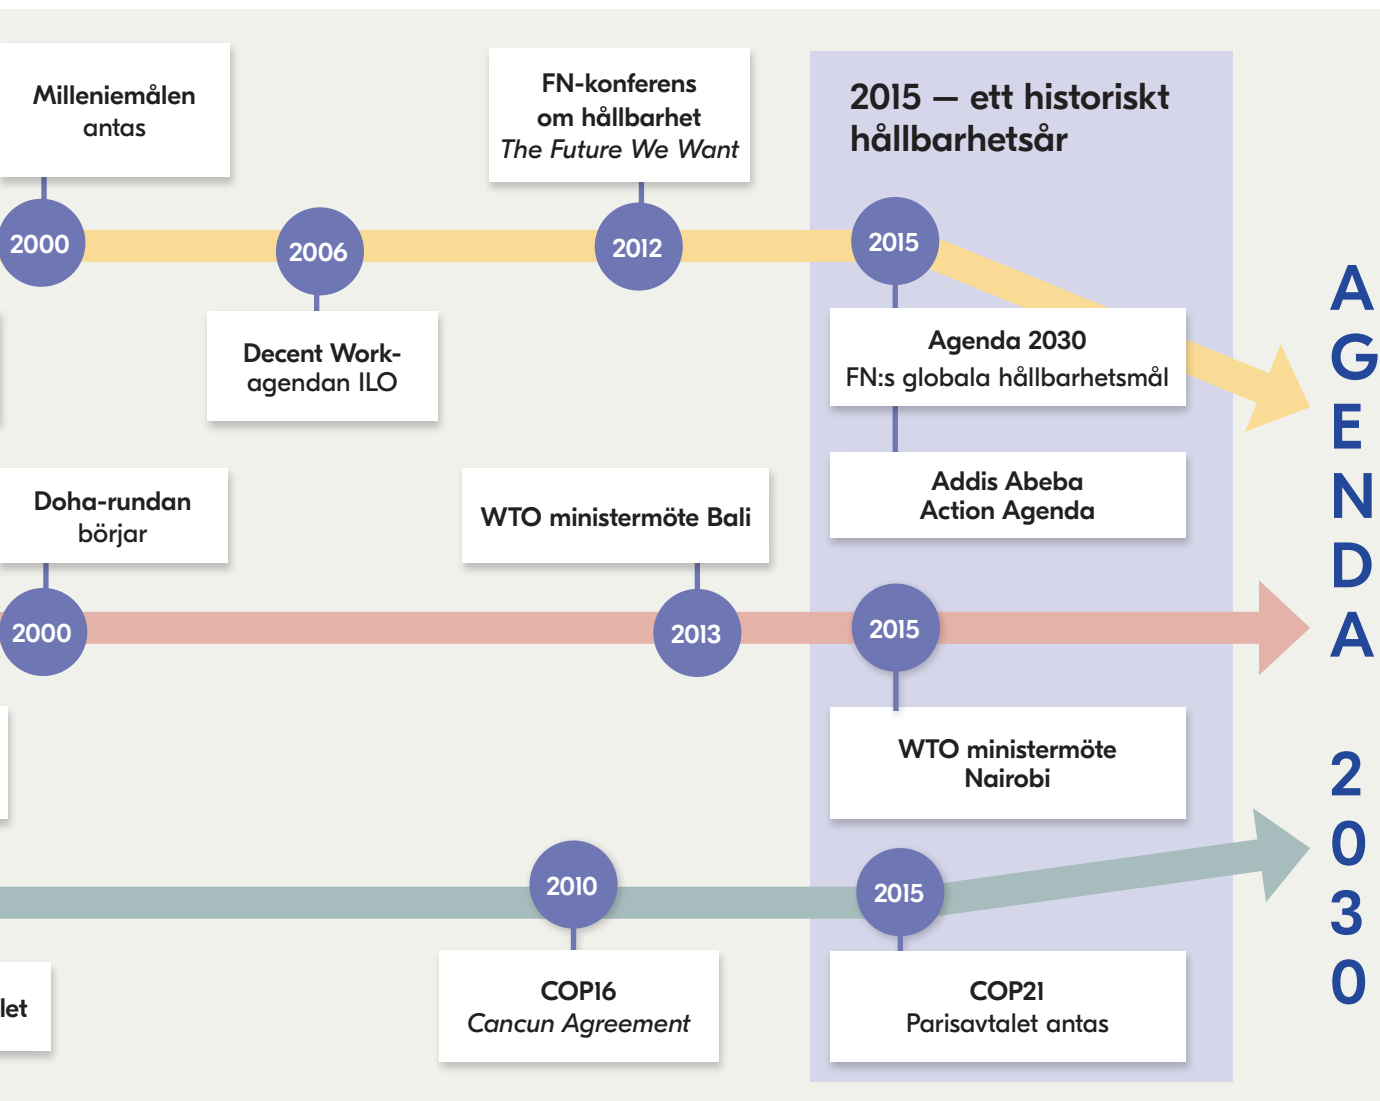 Milleniemålen
antas
FN-konferens
om hållbarhet
The Future We Want
2015 – ett historiskt
hållbarhetsår
2000
2006
2012
2015
Decent Work-
agendan ILO
Agenda 2030
FN:s globala hållbarhetsmål
Addis Abeba
Action Agenda
Doha-rundan
börjar
WTO ministermöte Bali
2000
2013
2015
WTO ministermöte
Nairobi
2010
2015
let
COP16
Cancun Agreement
COP21
Parisavtalet antas
AGENDA 2030